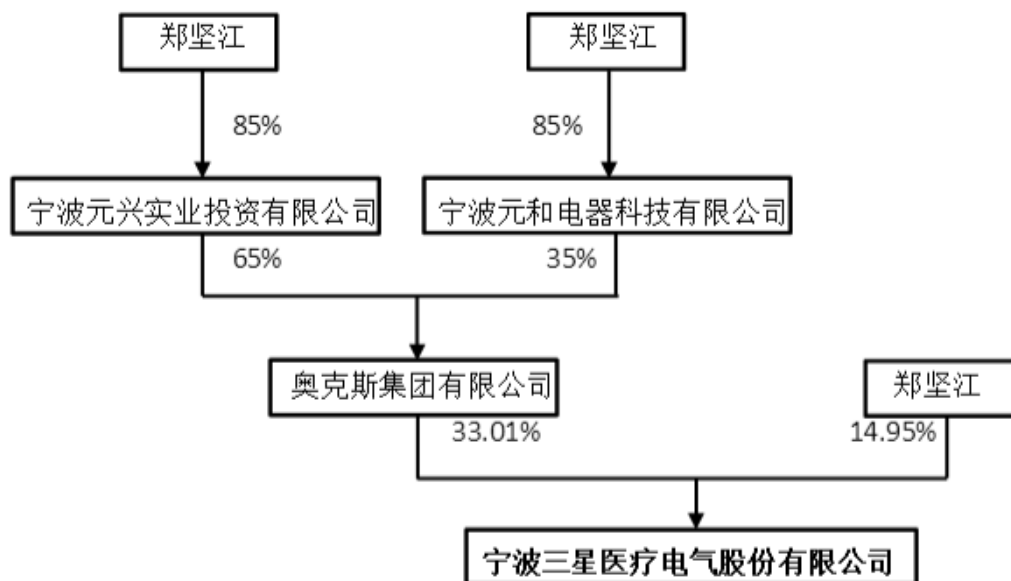 郑坚江
郑坚江
85%
85%
宁波元兴实业投资有限公司
宁波元和电器科技有限公司
65%
35%
奥克斯集团有限公司
郑坚江
33.01%
14.95%
宁波三星医疗电气股份有限公司